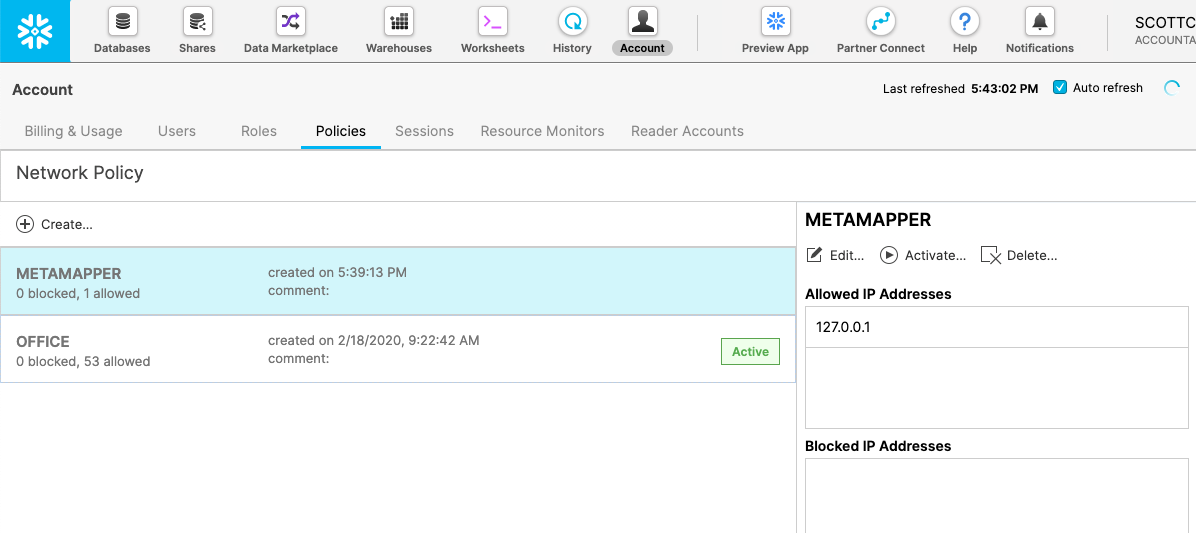 Databases Shares Data Marketplace Warehouses Worksheets History Account Preview App Partner Connect Help Notifications
SCOTTC
ACCOUNTA
Account
Last refreshed 5:43:02 PM Auto refresh
Billing & Usage Users Roles Policies Sessions Resource Monitors Reader Accounts
Network Policy
Create...
METAMAPPER
0 blocked, 1 allowed
created on 5:39:13 PM
comment:
OFFICE
0 blocked, 53 allowed
created on 2/18/2020, 9:22:42 AM
comment:
Active
METAMAPPER
Edit... Activate... Delete...
Allowed IP Addresses
127.0.0.1
Blocked IP Addresses